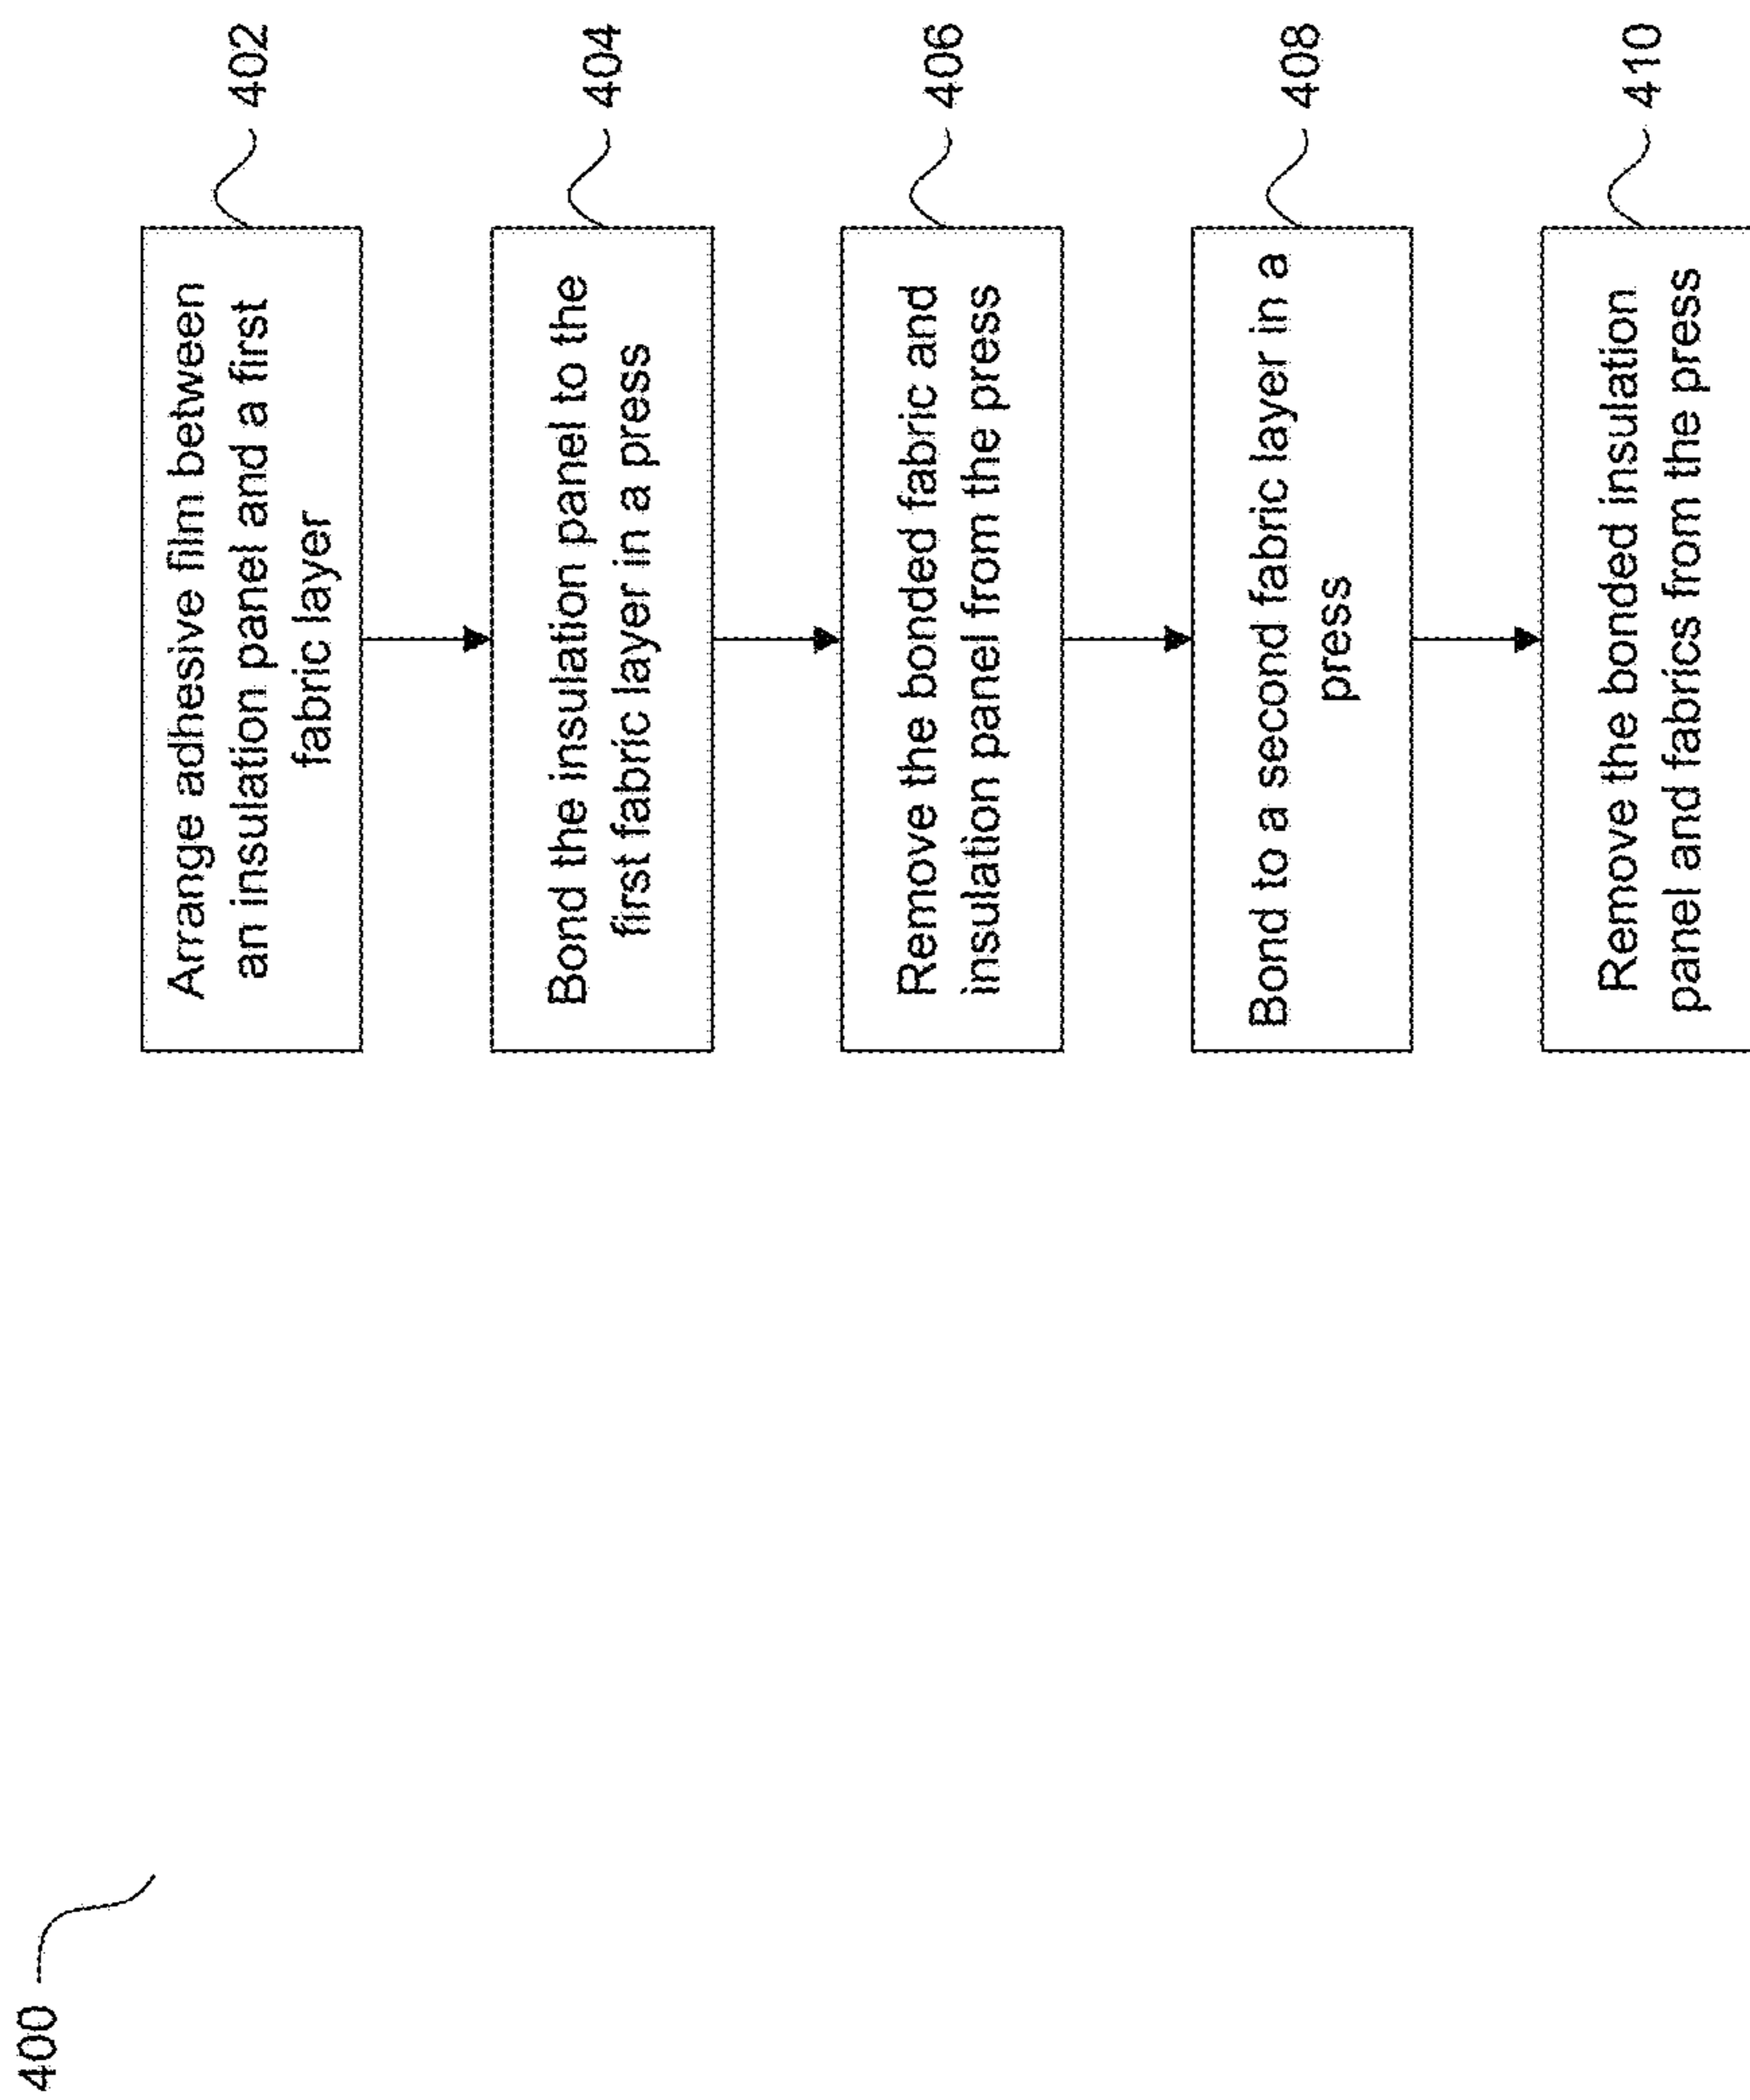 400
Arrange adhesive film between
an insulation panel and a first
fabric layer
402
Bond the insulation panel to the
first fabric layer in a press
404
Remove the bonded fabric and
insulation panel from the press
406
Bond to a second fabric layer in a
press
408
Remove the bonded insulation
panel and fabrics from the press
410